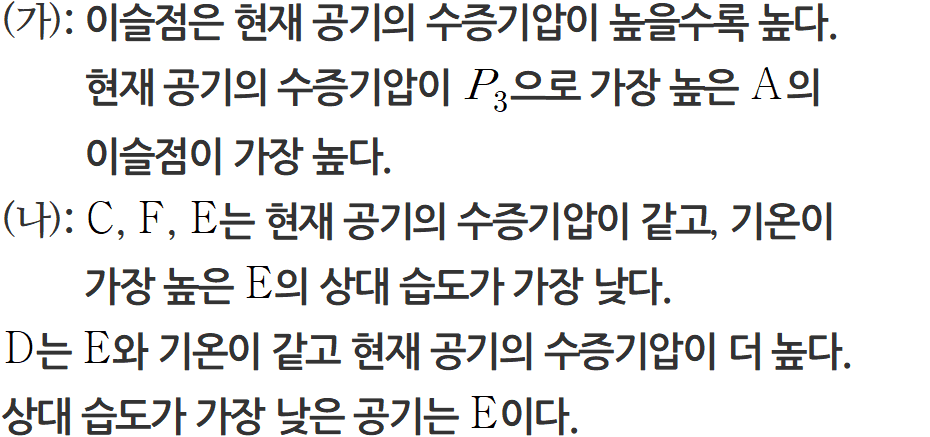 (가): 이슬점은 현재 공기의 수증기압이 높을수록 높다.
현재 공기의 수증기압이 P₃으로 가장 높은 A의
이슬점이 가장 높다.
(나): C, F, E는 현재 공기의 수증기압이 같고, 기온이
가장 높은 E의 상대 습도가 가장 낮다.
D는 E와 기온이 같고 현재 공기의 수증기압이 더 높다.
상대 습도가 가장 낮은 공기는 E이다.